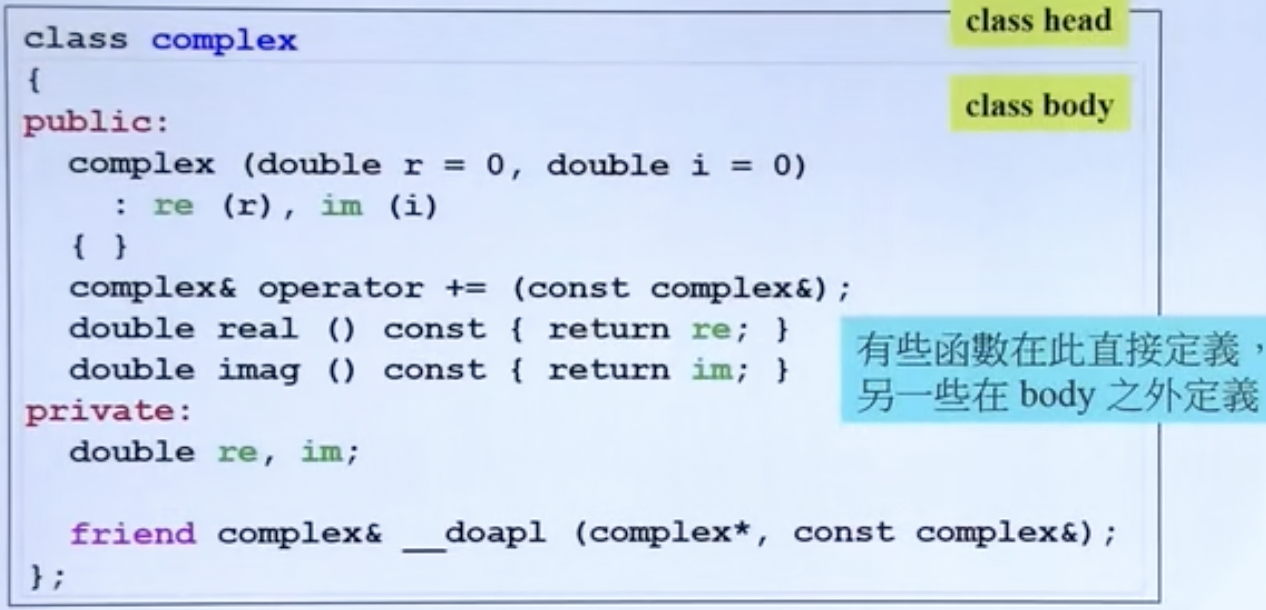 class head
class complex
{
class body
public:
  complex (double r = 0, double i = 0)
    : re (r), im (i)
  { }
  complex& operator += (const complex&);
  double real () const { return re; }
  double imag () const { return im; }
有些函數在此直接定義，
另一些在 body 之外定義
private:
  double re, im;
  friend complex& __doapl (complex*, const complex&);
};